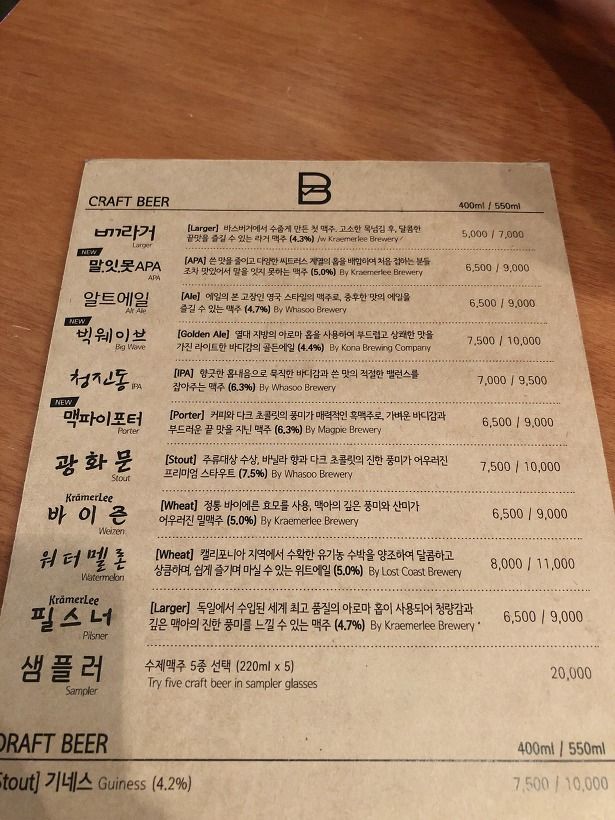 B
CRAFT BEER 400ml / 550ml
버거라거 [Larger] 바스버거에서 수줍게 만든 첫 맥주. 고소한 목넘김 후, 달콤한 5,000 / 7,000
Larger 끝맛을 즐길 수 있는 라거 맥주 (4.3%) /w Kraemerlee Brewery
NEW
말잇못APA [APA] 쓴 맛을 줄이고 다양한 씨트러스 계열의 홉을 배합하여 처음 접하는 분들 6,500 / 9,000
APA 조차 맛있어서 말을 잇지 못하는 맥주 (5.0%) By Kraemerlee Brewery
알트에일 [Ale] 에일의 본 고장인 영국 스타일의 맥주로, 중후한 맛의 에일을 6,500 / 9,000
Alt Ale 즐길 수 있는 맥주 (4.7%) By Whasoo Brewery
NEW
빅웨이브 [Golden Ale] 열대 지방의 아로마 홉을 사용하여 부드럽고 상쾌한 맛을 7,500 / 10,000
Big Wave 가진 라이트한 바디감의 골든에일 (4.4%) By Kona Brewing Company
청진동 IPA [IPA] 향긋한 홉내음으로 묵직한 바디감과 쓴 맛의 적절한 밸런스를 7,000 / 9,500
잡아주는 맥주 (6.3%) By Whasoo Brewery
NEW
맥파이포터 [Porter] 커피와 다크 초콜릿의 풍미가 매력적인 흑맥주로, 가벼운 바디감과 6,500 / 9,000
Porter 부드러운 끝 맛을 지닌 맥주 (6.3%) By Magpie Brewery
광화문 [Stout] 주류대상 수상, 바닐라 향과 다크 초콜릿의 진한 풍미가 어우러진 7,500 / 10,000
Stout 프리미엄 스타우트 (7.5%) By Whasoo Brewery
KrämerLee
바이젠 [Wheat] 정통 바이에른 효모를 사용, 맥아의 깊은 풍미와 산미가 6,500 / 9,000
Weizen 어우러진 밀맥주 (5.0%) By Kraemerlee Brewery
워터멜론 [Wheat] 캘리포니아 지역에서 수확한 유기농 수박을 양조하여 달콤하고 8,000 / 11,000
Watermelon 상큼하며, 쉽게 즐기며 마실 수 있는 위트에일 (5.0%) By Lost Coast Brewery
KrämerLee
필스너 [Larger] 독일에서 수입된 세계 최고 품질의 아로마 홉이 사용되어 청량감과 6,500 / 9,000
Pilsner 깊은 맥아의 진한 풍미를 느낄 수 있는 맥주 (4.7%) By Kraemerlee Brewery
샘플러 수제맥주 5종 선택 (220ml x 5) 20,000
Sampler Try five craft beer in sampler glasses
DRAFT BEER 400ml / 550ml
Stout] 기네스 Guiness (4.2%) 7,500 / 10,000